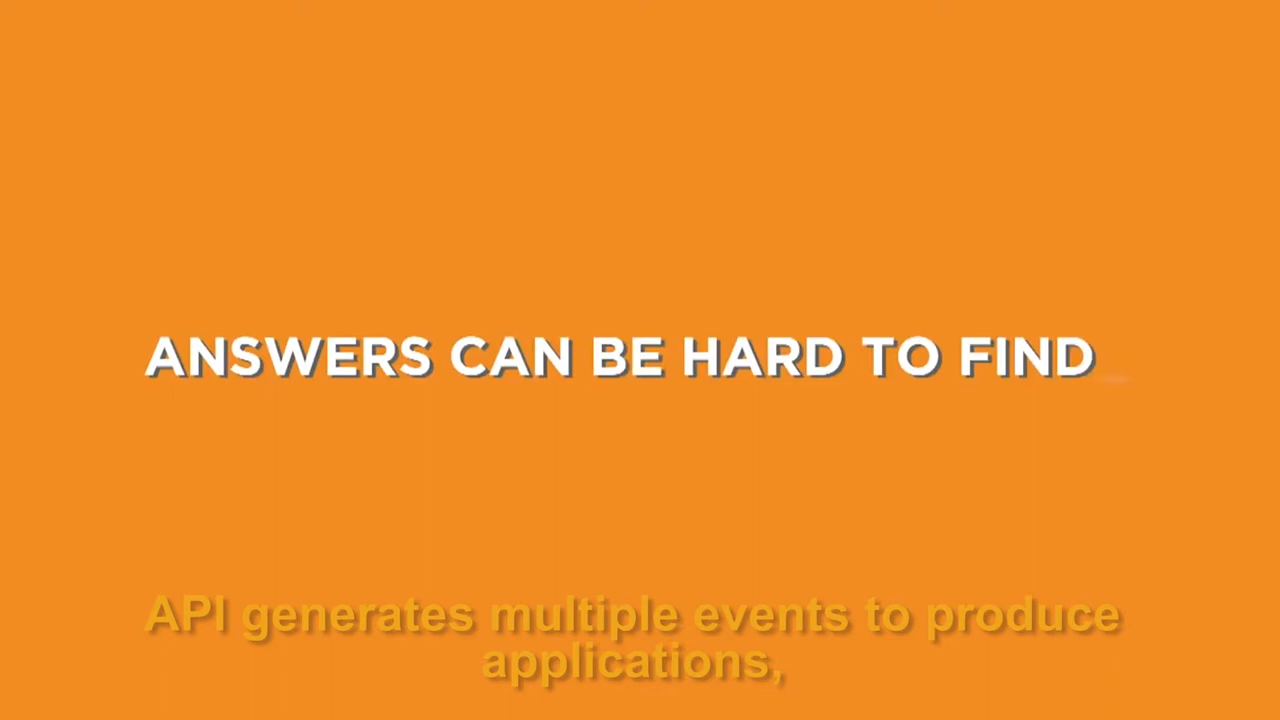 ANSWERS CAN BE HARD TO FIND
API generates multiple events to produce
applications,